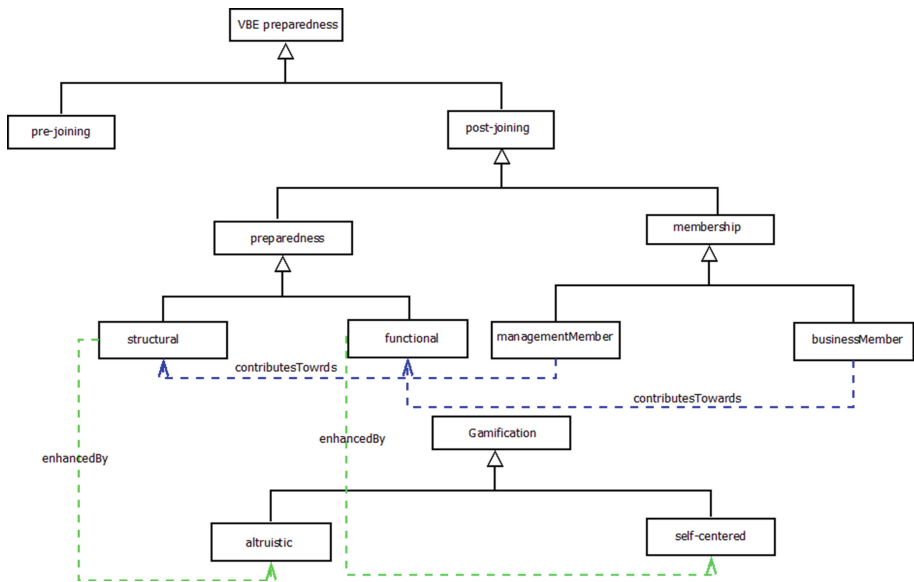 VBE preparedness
pre-joining
post-joining
preparedness
membership
structural
functional
managementMember
businessMember
contributesTowrds
contributesTowards
Gamification
enhancedBy
enhancedBy
altruistic
self-centered